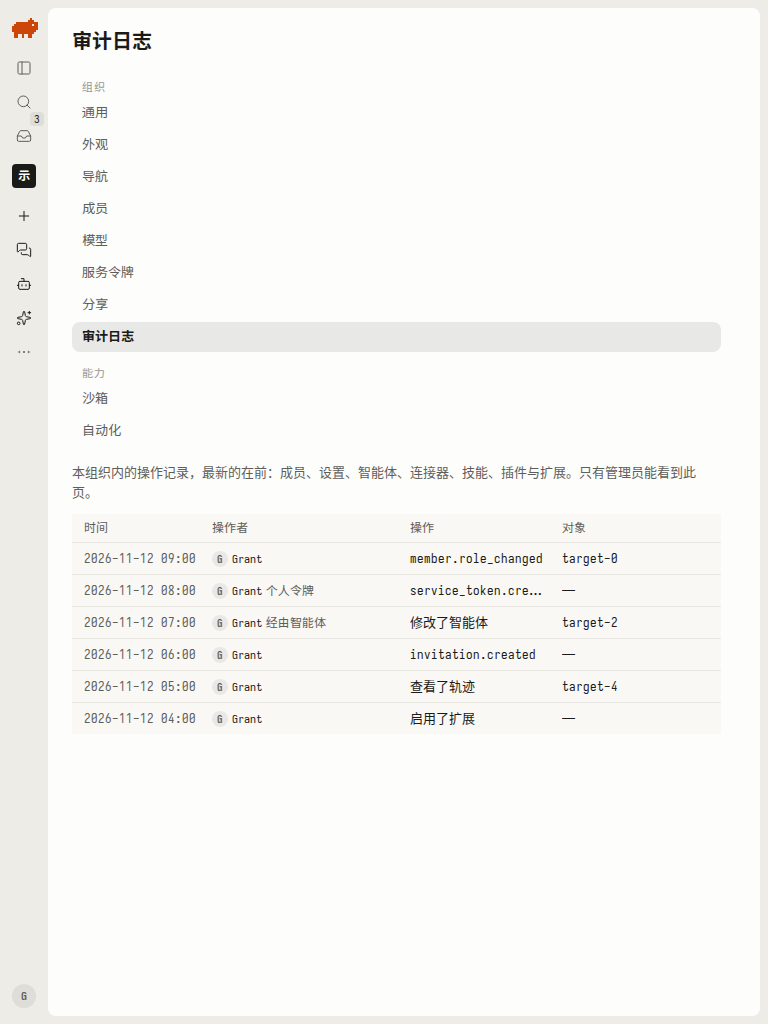 审计日志
3
示
组织
通用
外观
导航
成员
模型
服务令牌
分享
审计日志
能力
沙箱
自动化
本组织内的操作记录，最新的在前：成员、设置、智能体、连接器、技能、插件与扩展。只有管理员能看到此
页。
时间 操作者 操作 对象
2026-11-12 09:00 G Grant member.role_changed target-0
2026-11-12 08:00 G Grant 个人令牌 service_token.cre… —
2026-11-12 07:00 G Grant 经由智能体 修改了智能体 target-2
2026-11-12 06:00 G Grant invitation.created —
2026-11-12 05:00 G Grant 查看了轨迹 target-4
2026-11-12 04:00 G Grant 启用了扩展 —
G